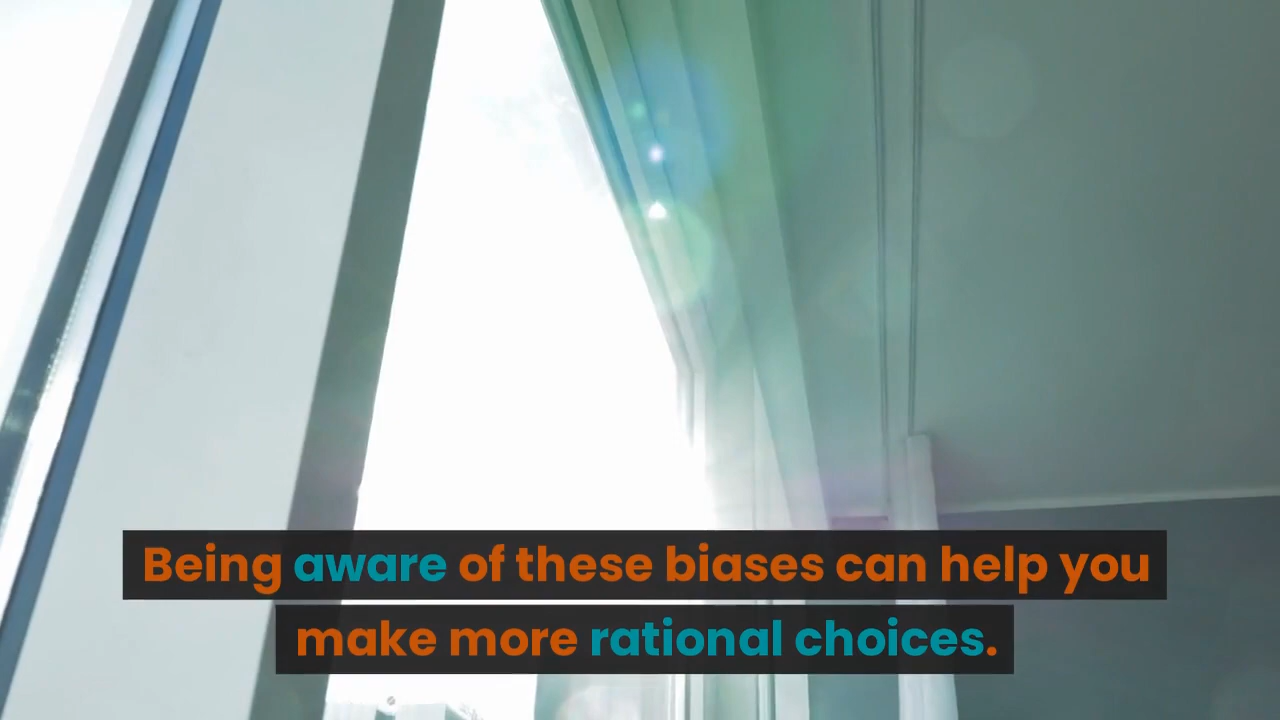 Being aware of these biases can help you
make more rational choices.